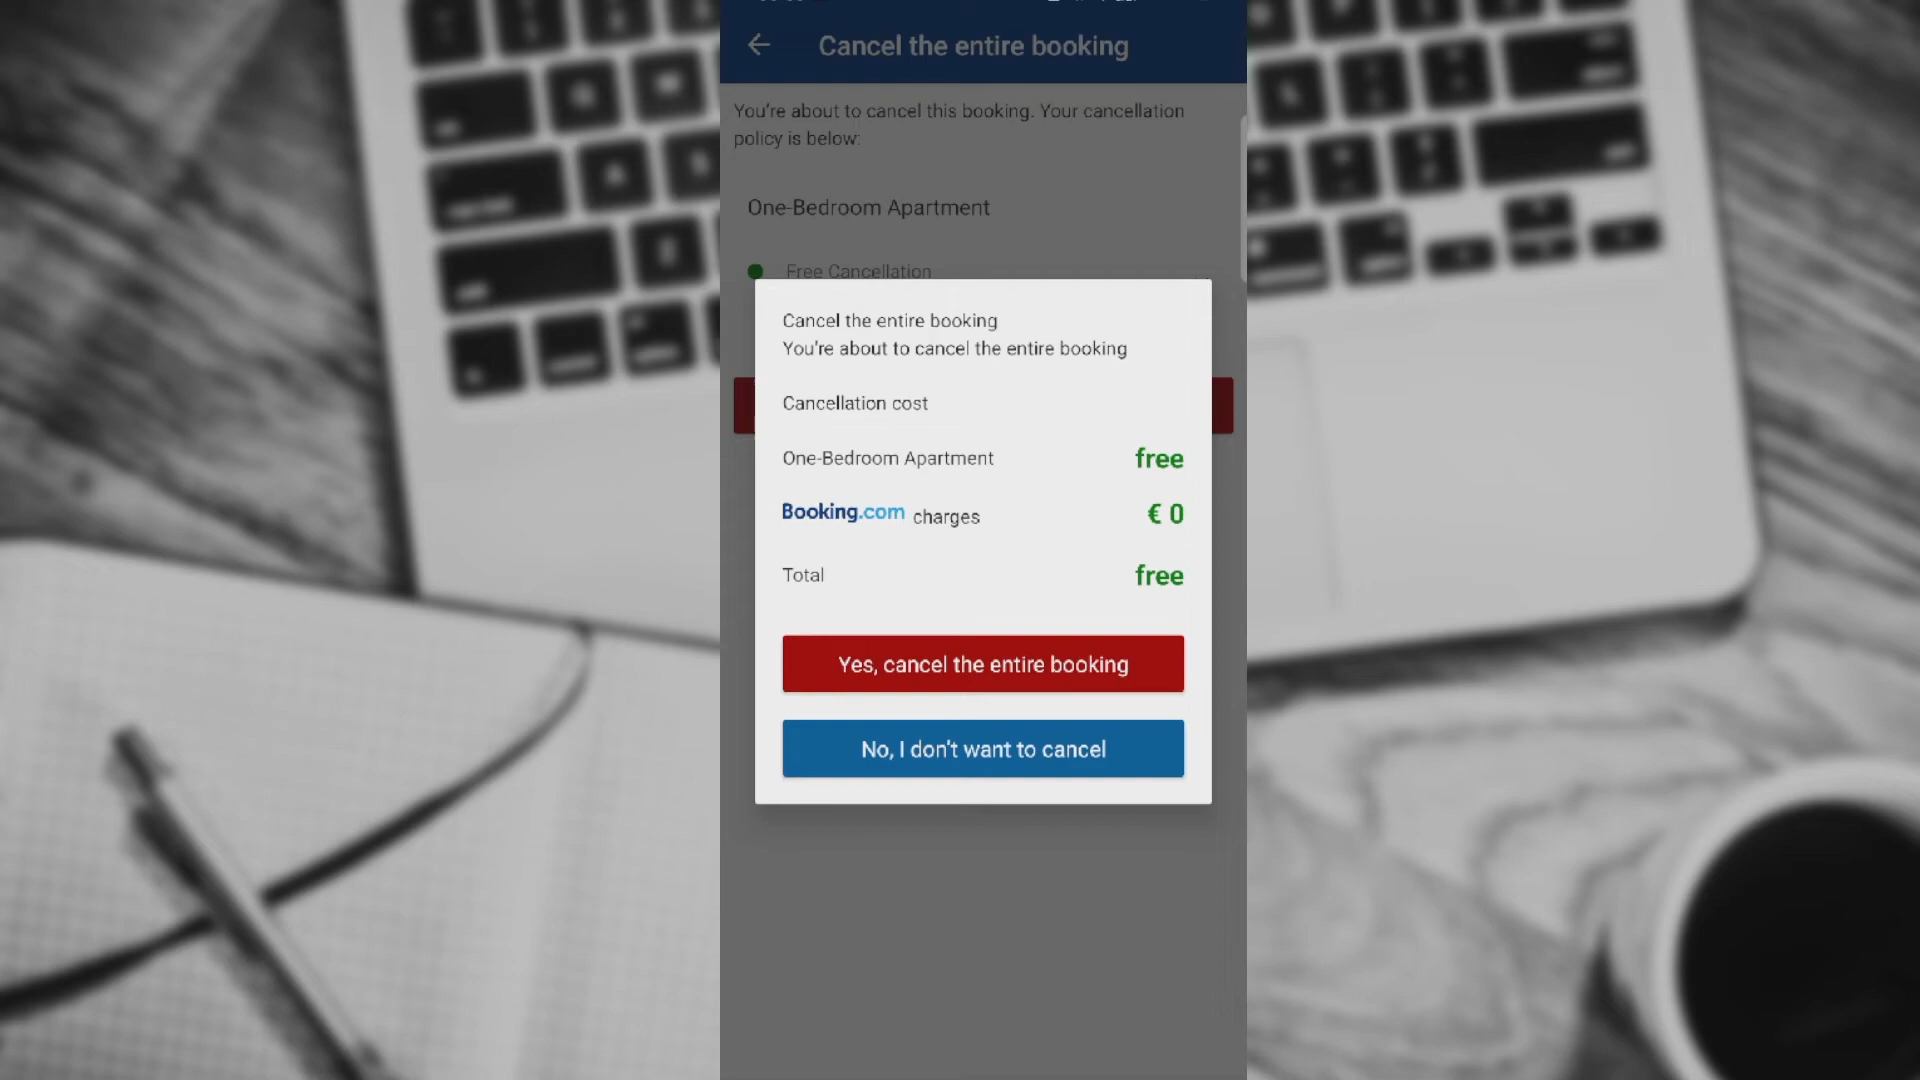 Cancel the entire booking
You're about to cancel this booking. Your cancellation
policy is below:
One-Bedroom Apartment
Free Cancellation
Cancel the entire booking
You're about to cancel the entire booking
Cancellation cost
One-Bedroom Apartment free
Booking.com charges € 0
Total free
Yes, cancel the entire booking
No, I don't want to cancel